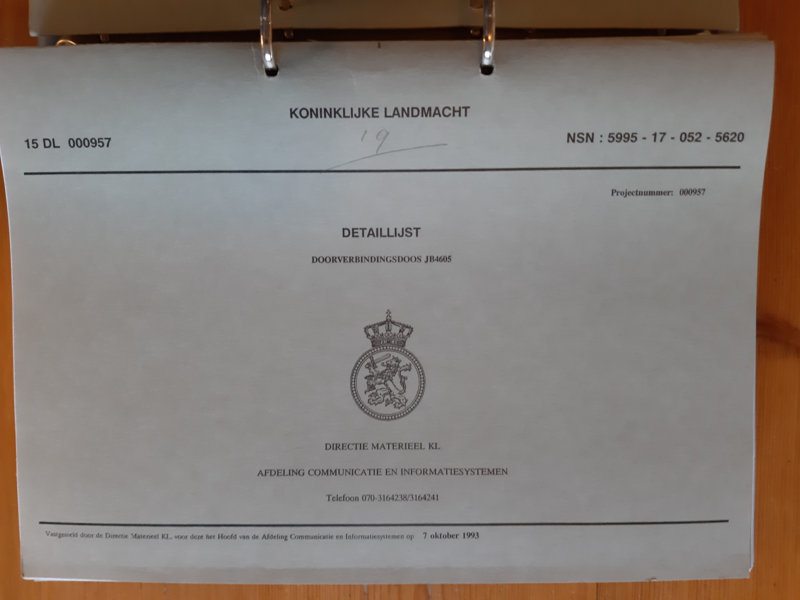 KONINKLIJKE LANDMACHT
15 DL 000957
19
NSN : 5995 - 17 - 052 - 5620
Projectnummer: 000957
DETAILLIJST
DOORVERBINDINGSDOOS JB4605
DIRECTIE MATERIEEL KL
AFDELING COMMUNICATIE EN INFORMATIESYSTEMEN
Telefoon 070-3164238/3164241
Vastgesteld door de Directie Materieel KL, voor deze het Hoofd van de Afdeling Communicatie en Informatiesystemen op 7 oktober 1993